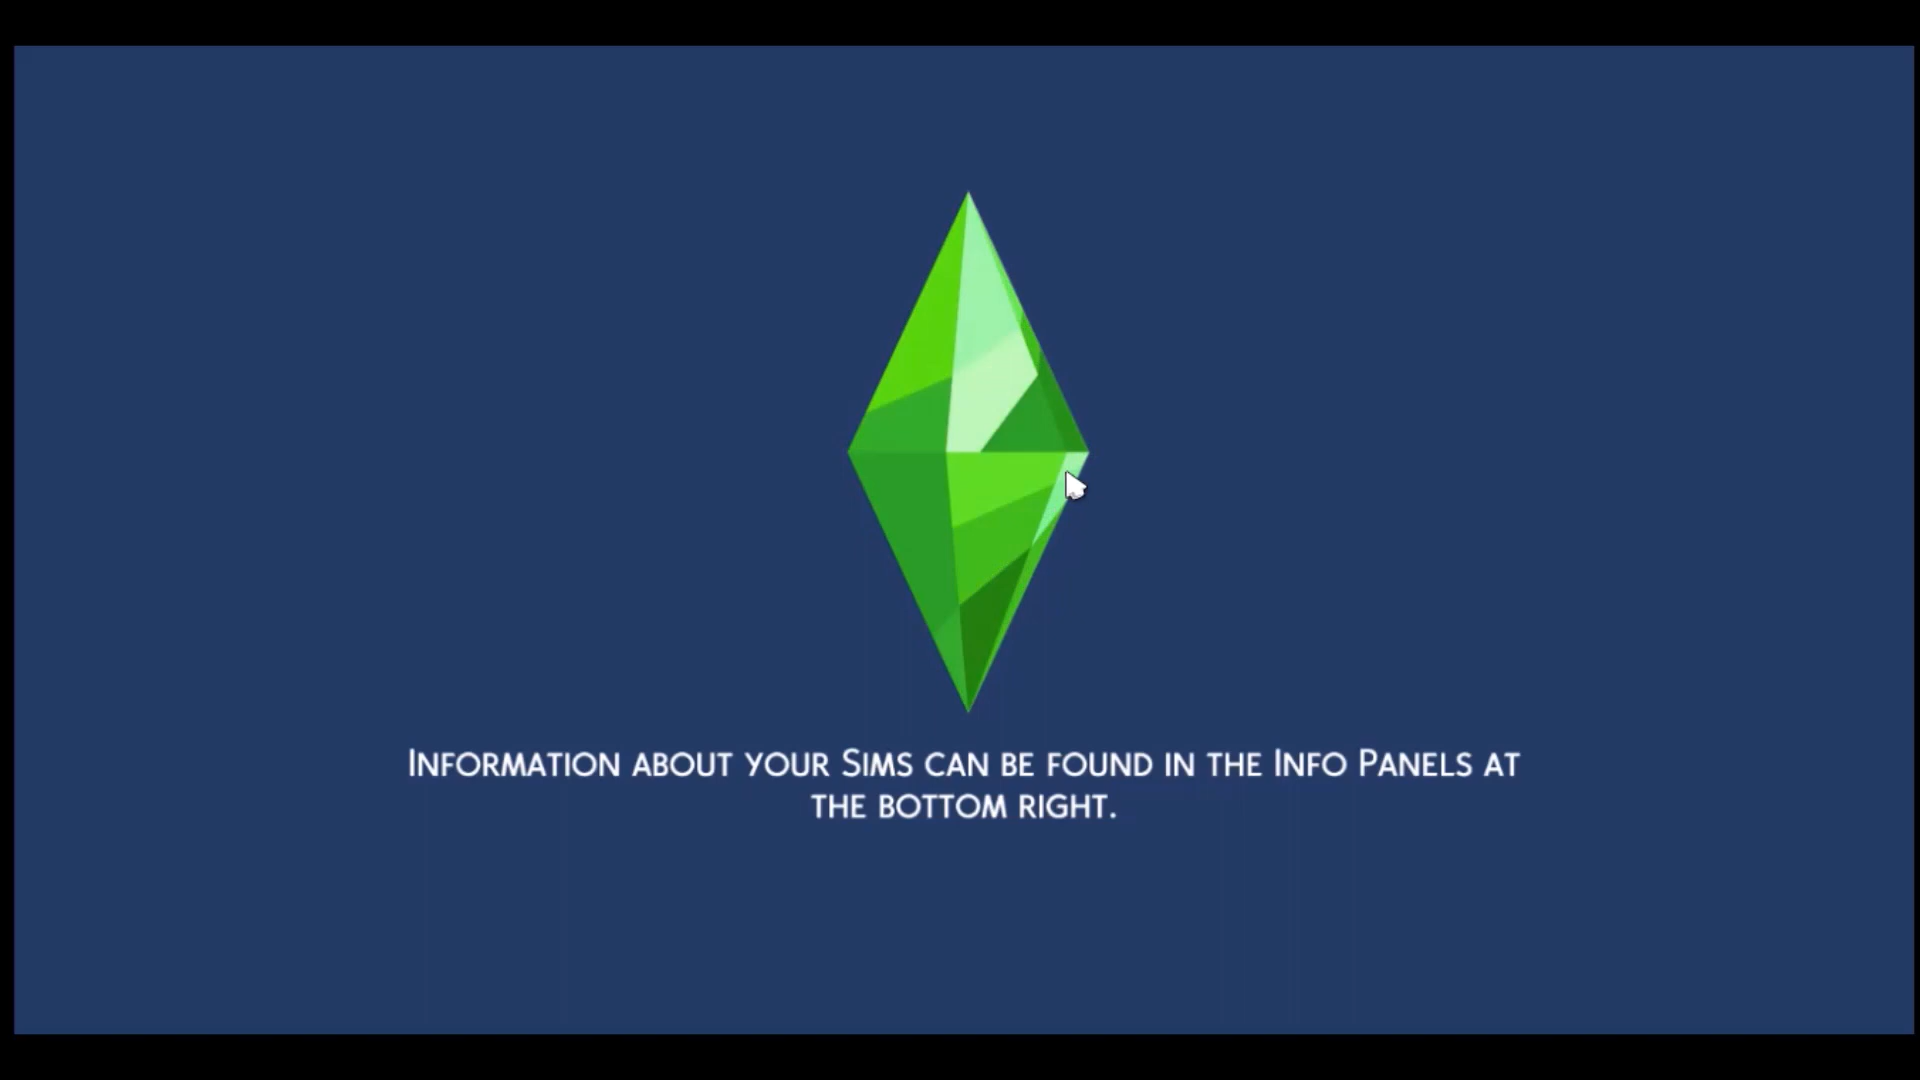 Information about your Sims can be found in the Info Panels at
the bottom right.